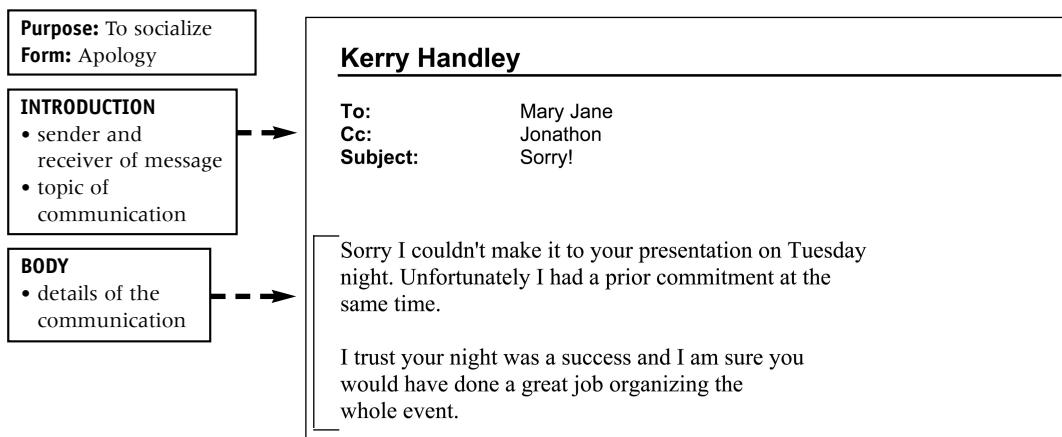 Purpose: To socialize
Form: Apology
INTRODUCTION
• sender and
receiver of message
• topic of
communication
BODY
• details of the
communication
Kerry Handley
To: Mary Jane
Cc: Jonathon
Subject: Sorry!
Sorry I couldn't make it to your presentation on Tuesday
night. Unfortunately I had a prior commitment at the
same time.
I trust your night was a success and I am sure you
would have done a great job organizing the
whole event.